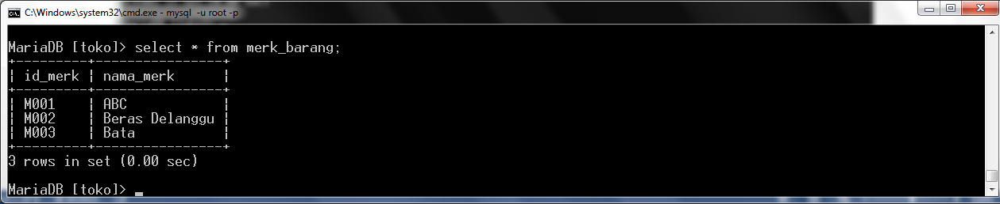 C:\Windows\system32\cmd.exe - mysql -u root -p
MariaDB [toko]> select * from merk_barang;
+---------+----------------+
¦ id_merk ¦ nama_merk      ¦
+---------+----------------+
¦ M001    ¦ ABC            ¦
¦ M002    ¦ Beras Delanggu ¦
¦ M003    ¦ Bata           ¦
+---------+----------------+
3 rows in set (0.00 sec)
MariaDB [toko]> _